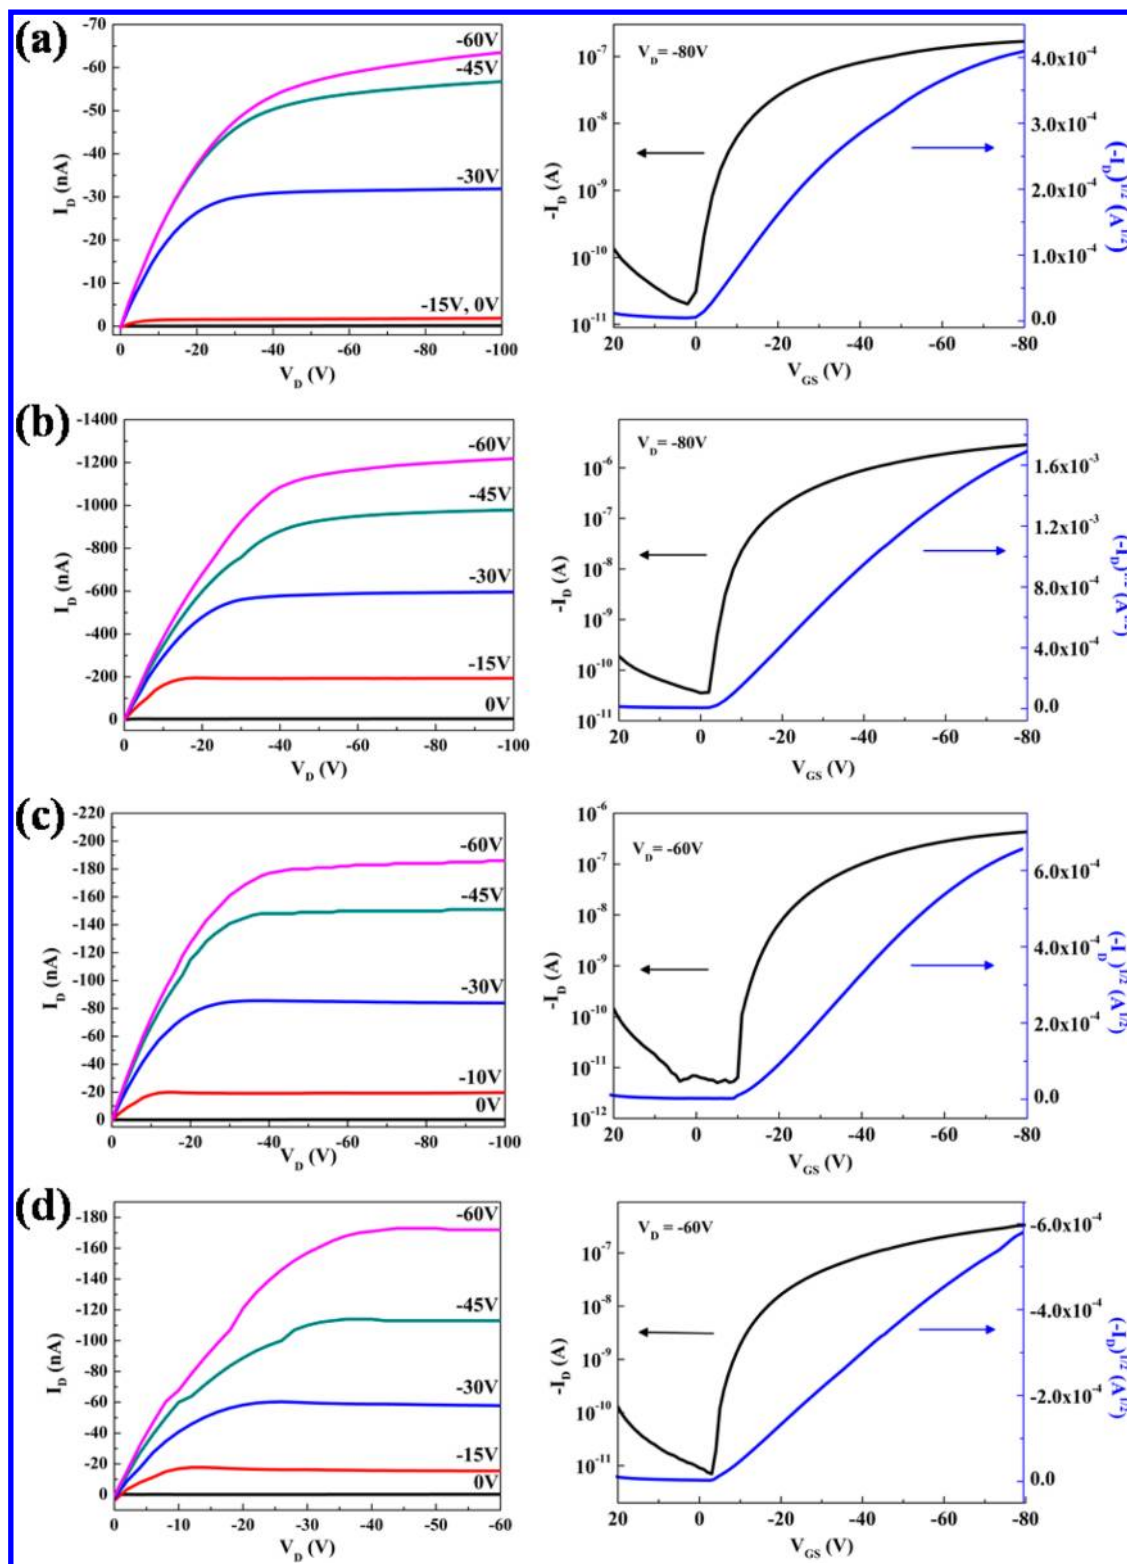 (a)
-70
-60
-50
-40
-30
-20
-10
0
I_D (nA)
-60V
-45V
-30V
-15V, 0V
0 -20 -40 -60 -80 -100
V_D (V)
V_D= -80V
10^-7
10^-8
10^-9
10^-10
10^-11
-I_D (A)
4.0x10^-4
3.0x10^-4
2.0x10^-4
1.0x10^-4
0.0
(-I_D)^1/2 (A^1/2)
20 0 -20 -40 -60 -80
V_GS (V)
(b)
-1400
-1200
-1000
-800
-600
-400
-200
0
I_D (nA)
-60V
-45V
-30V
-15V
0V
0 -20 -40 -60 -80 -100
V_D (V)
V_D= -80V
10^-6
10^-7
10^-8
10^-9
10^-10
10^-11
-I_D (A)
1.6x10^-3
1.2x10^-3
8.0x10^-4
4.0x10^-4
0.0
20 0 -20 -40 -60 -80
V_GS (V)
(c)
-220
-200
-180
-160
-140
-120
-100
-80
-60
-40
-20
0
I_D (nA)
-60V
-45V
-30V
-10V
0V
0 -20 -40 -60 -80 -100
V_D (V)
V_D= -60V
10^-6
10^-7
10^-8
10^-9
10^-10
10^-11
10^-12
-I_D (A)
6.0x10^-4
4.0x10^-4
2.0x10^-4
0.0
(-I_D)^1/2 (A^1/2)
20 0 -20 -40 -60 -80
V_GS (V)
(d)
-180
-160
-140
-120
-100
-80
-60
-40
-20
0
I_D (nA)
-60V
-45V
-30V
-15V
0V
0 -10 -20 -30 -40 -50 -60
V_D (V)
V_D= -60V
10^-7
10^-8
10^-9
10^-10
10^-11
-I_D (A)
-6.0x10^-4
-4.0x10^-4
-2.0x10^-4
0.0
(-I_D)^1/2 (A^1/2)
20 0 -20 -40 -60 -80
V_GS (V)